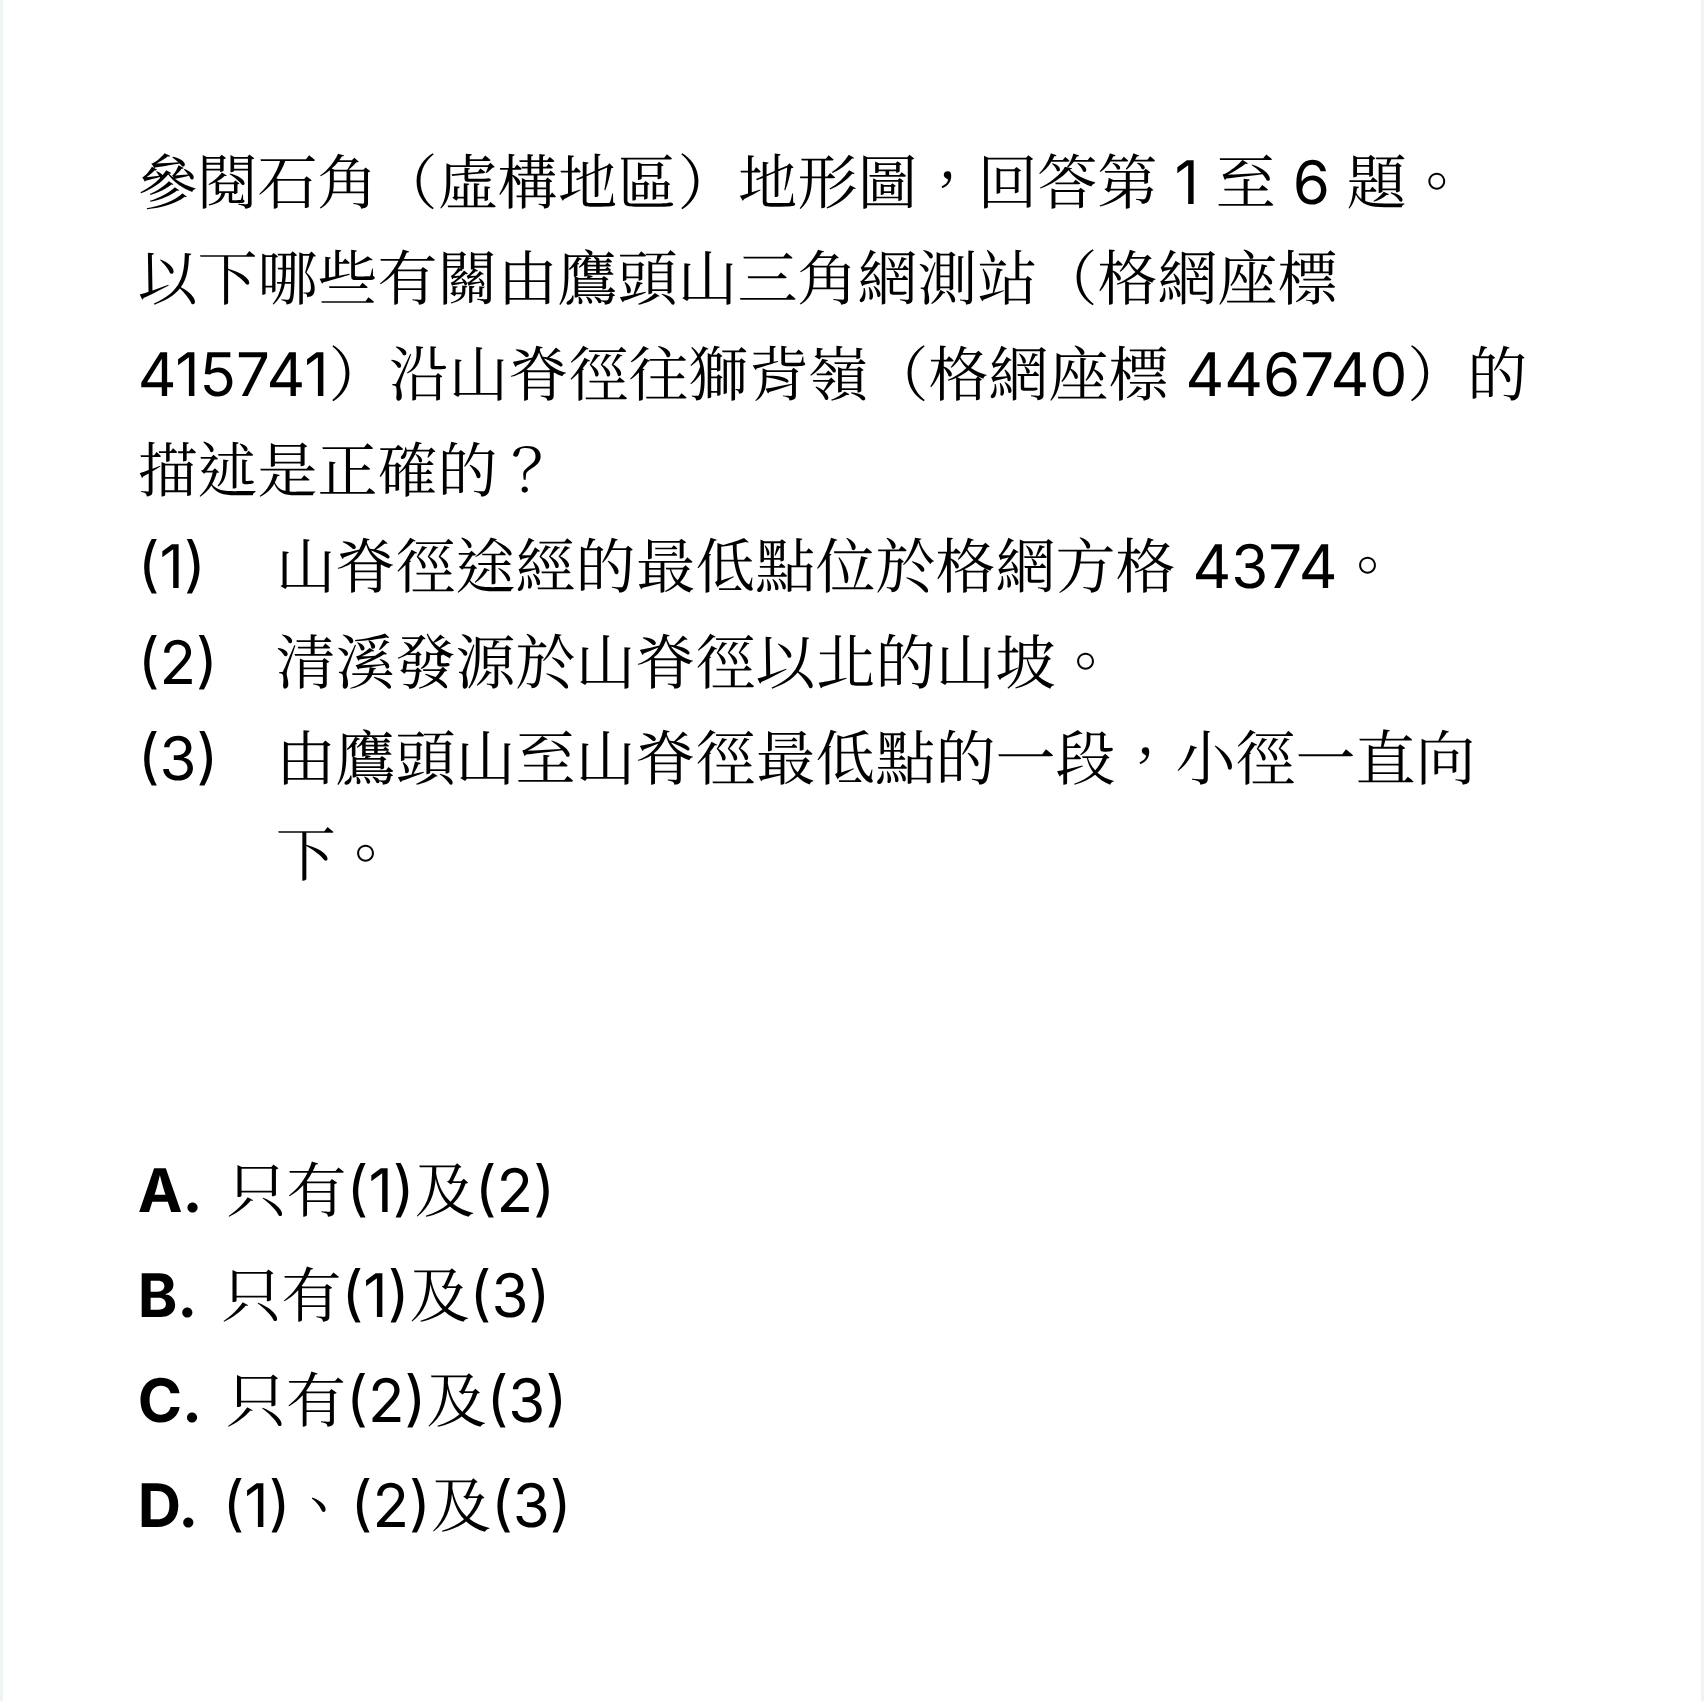 參閱石角（虛構地區）地形圖，回答第 1 至 6 題。
以下哪些有關由鷹頭山三角網測站（格網座標
415741）沿山脊徑往獅背嶺（格網座標 446740）的
描述是正確的？
(1) 山脊徑途經的最低點位於格網方格 4374。
(2) 清溪發源於山脊徑以北的山坡。
(3) 由鷹頭山至山脊徑最低點的一段，小徑一直向
下。
A. 只有(1)及(2)
B. 只有(1)及(3)
C. 只有(2)及(3)
D. (1)、(2)及(3)